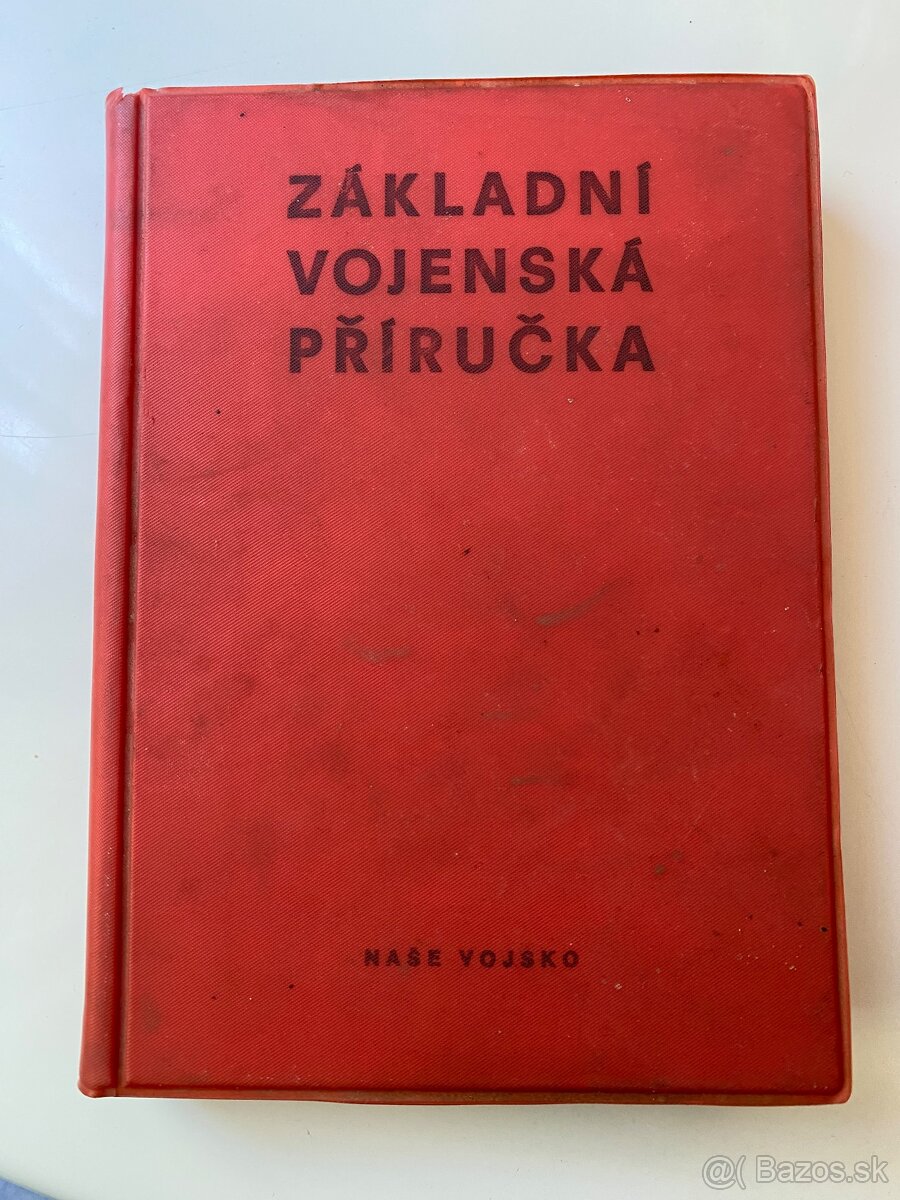 ZÁKLADNÍ
VOJENSKÁ
PŘÍRUČKA
NAŠE VOJSKO
@( Bazos.sk